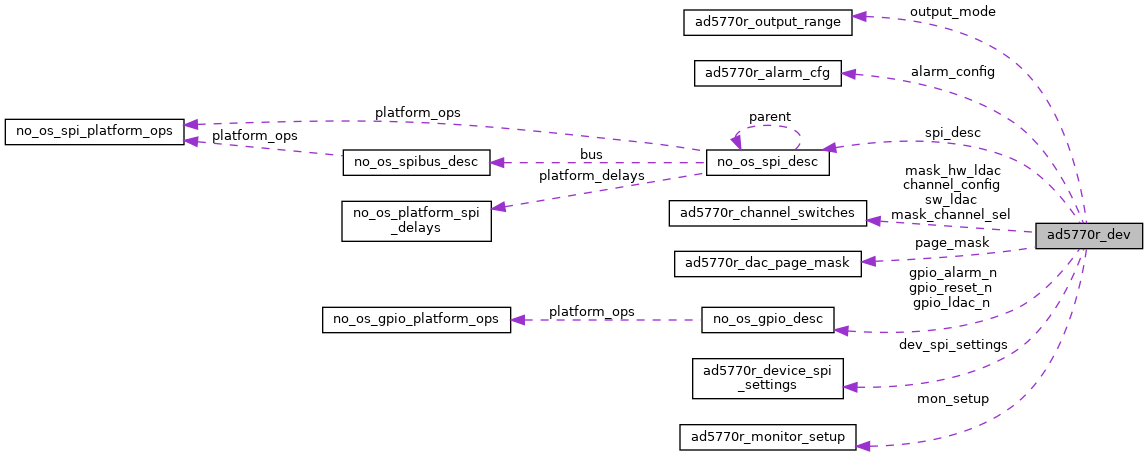 output_mode
ad5770r_output_range
alarm_config
ad5770r_alarm_cfg
platform_ops
parent
no_os_spi_platform_ops
platform_ops
spi_desc
bus
no_os_spibus_desc
no_os_spi_desc
platform_delays
mask_hw_ldac
channel_config
sw_ldac
mask_channel_sel
no_os_platform_spi
_delays
ad5770r_channel_switches
ad5770r_dev
page_mask
ad5770r_dac_page_mask
gpio_alarm_n
gpio_reset_n
gpio_ldac_n
platform_ops
no_os_gpio_platform_ops
no_os_gpio_desc
dev_spi_settings
ad5770r_device_spi
_settings
mon_setup
ad5770r_monitor_setup